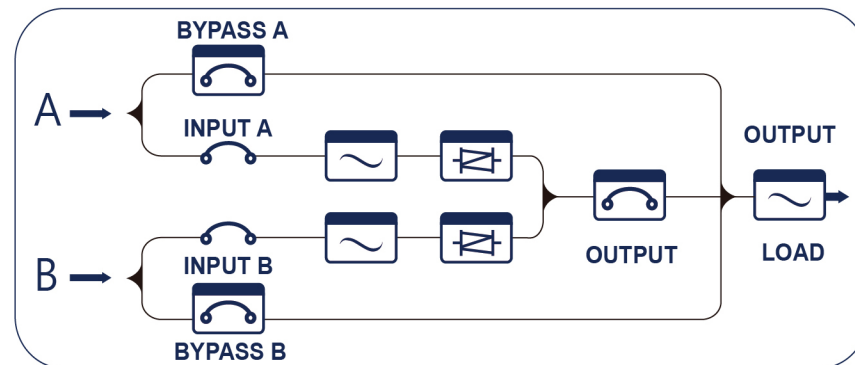 BYPASS A
A
INPUT A
OUTPUT
B
INPUT B
OUTPUT
LOAD
BYPASS B